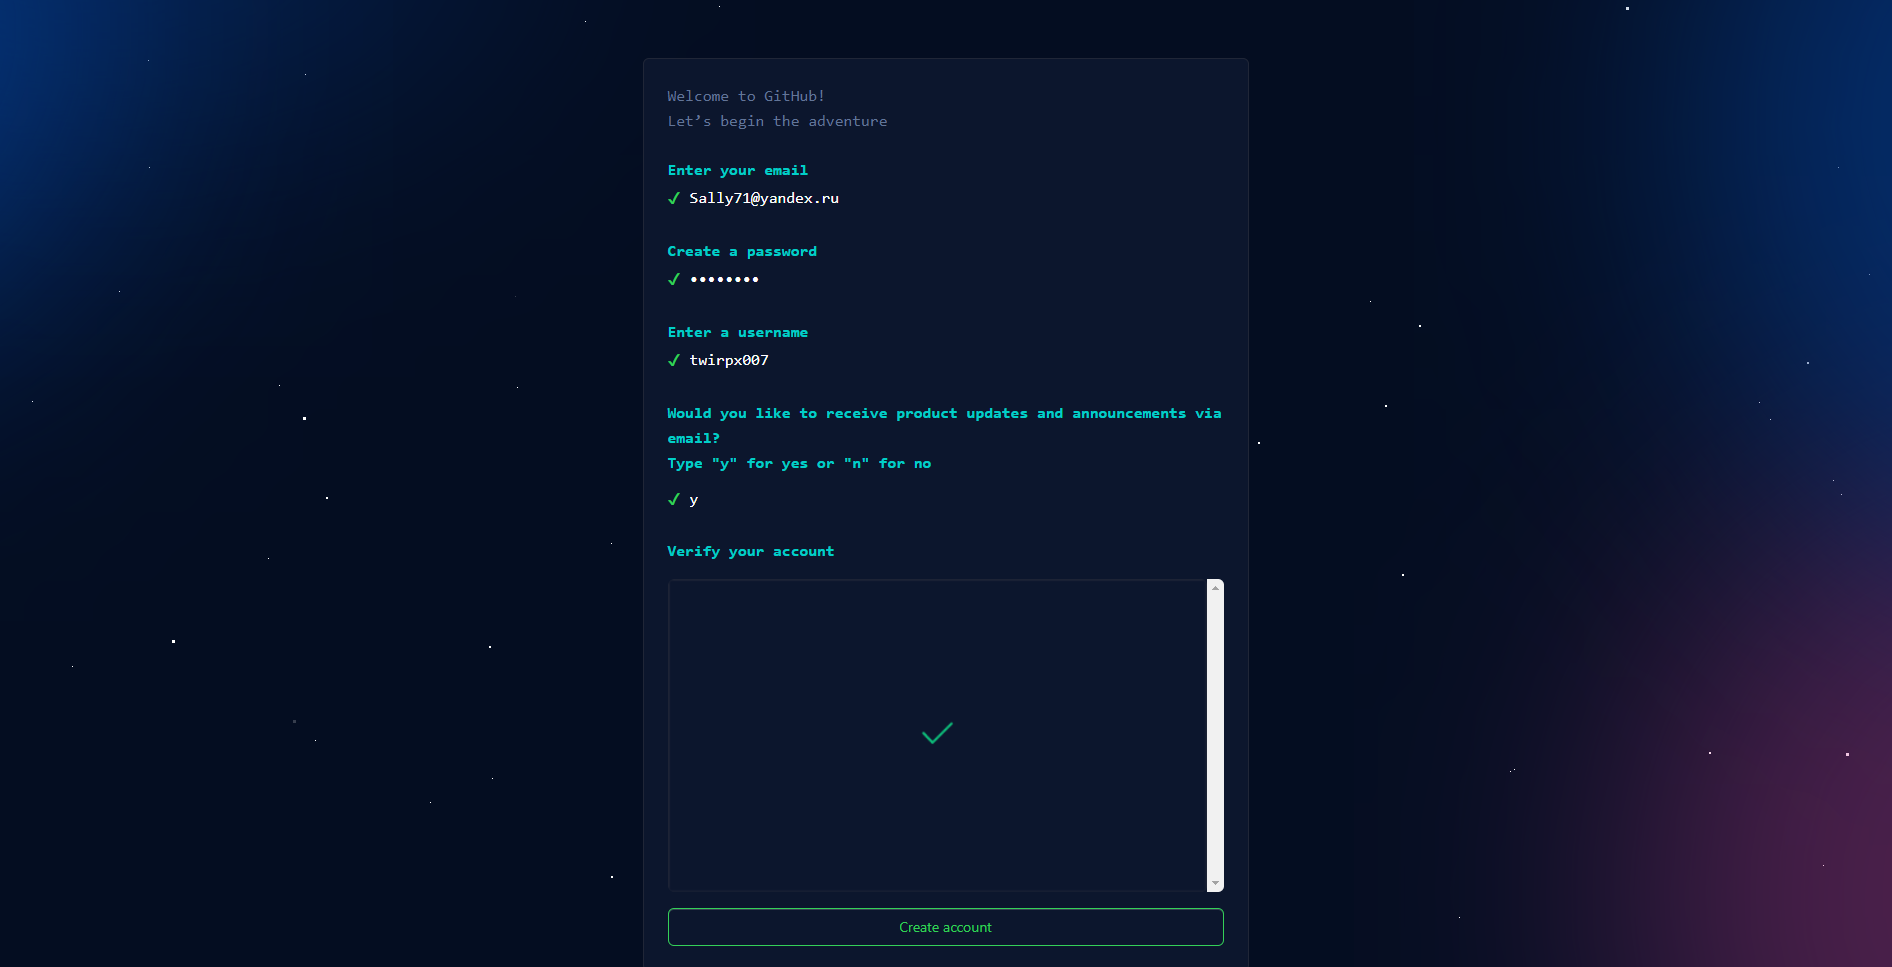 Welcome to GitHub!
Let’s begin the adventure
Enter your email
✓ Sally71@yandex.ru
Create a password
✓ ••••••••
Enter a username
✓ twirpx007
Would you like to receive product updates and announcements via
email?
Type "y" for yes or "n" for no
✓ y
Verify your account
Create account